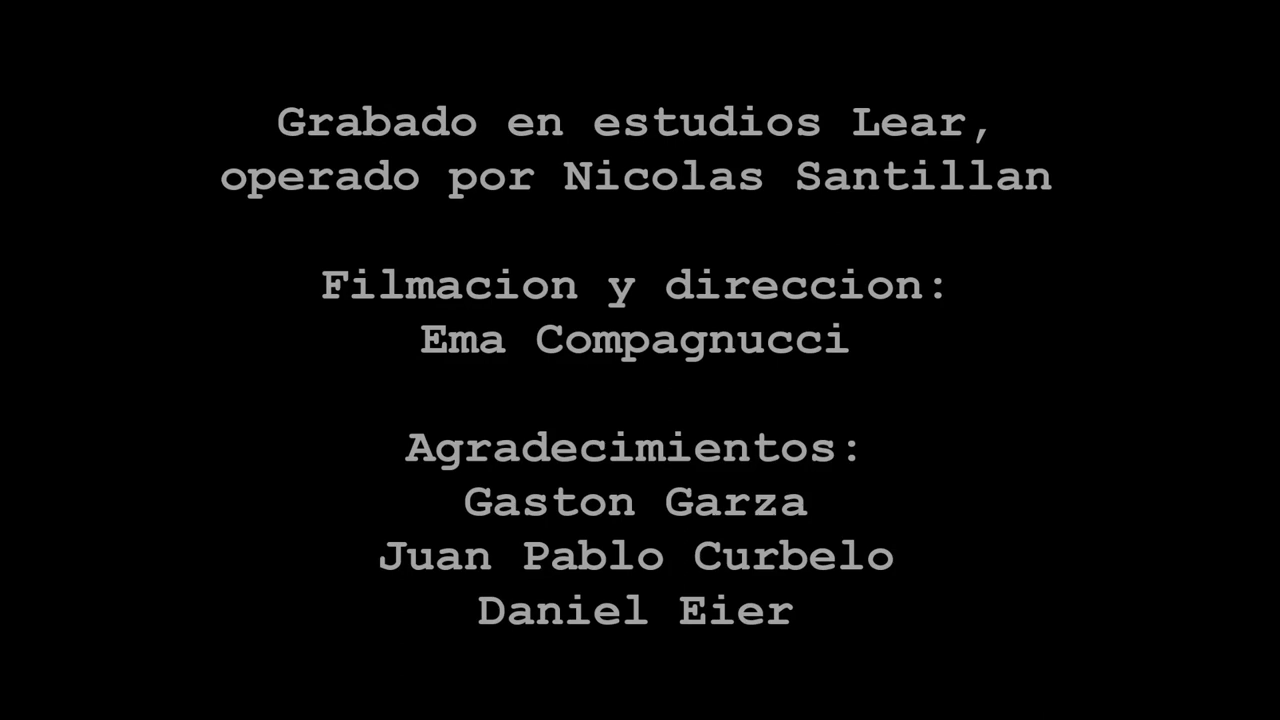 Grabado en estudios Lear,
operado por Nicolas Santillan
Filmacion y direccion:
Ema Compagnucci
Agradecimientos:
Gaston Garza
Juan Pablo Curbelo
Daniel Eier